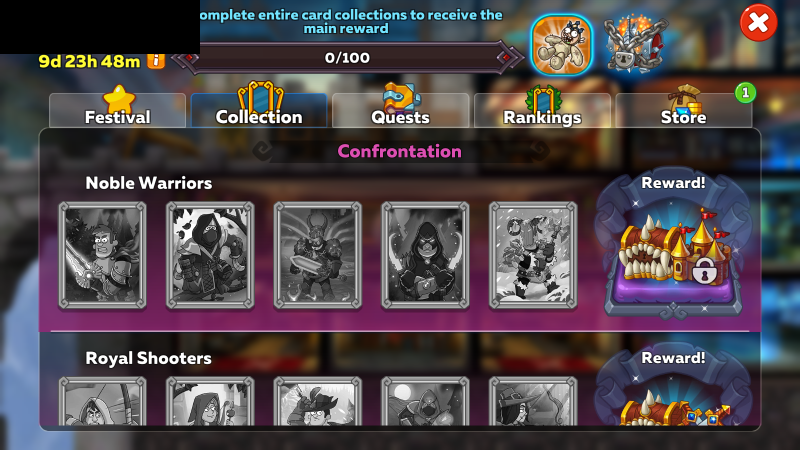 omplete entire card collections to receive the
main reward
9d 23h 48m
i
0/100
Festival
Collection
Quests
Rankings
Store
1
Confrontation
Noble Warriors
Reward!
Royal Shooters
Reward!